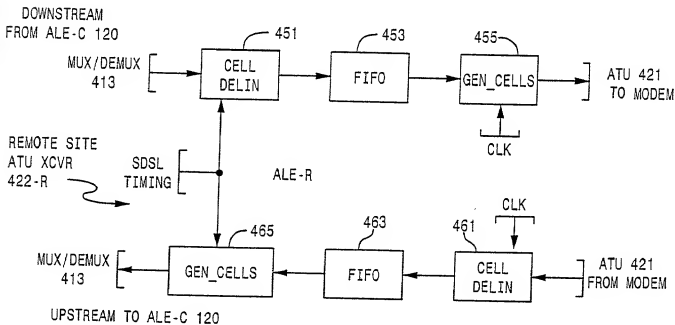 DOWNSTREAM
FROM ALE-C 120
MUX/DEMUX
413
451
CELL
DELIN
453
FIFO
455
GEN_CELLS
ATU 421
TO MODEM
CLK
REMOTE SITE
ATU XCVR
422-R
SDSL
TIMING
ALE-R
CLK
MUX/DEMUX
413
465
GEN_CELLS
463
FIFO
461
CELL
DELIN
ATU 421
FROM MODEM
UPSTREAM TO ALE-C 120